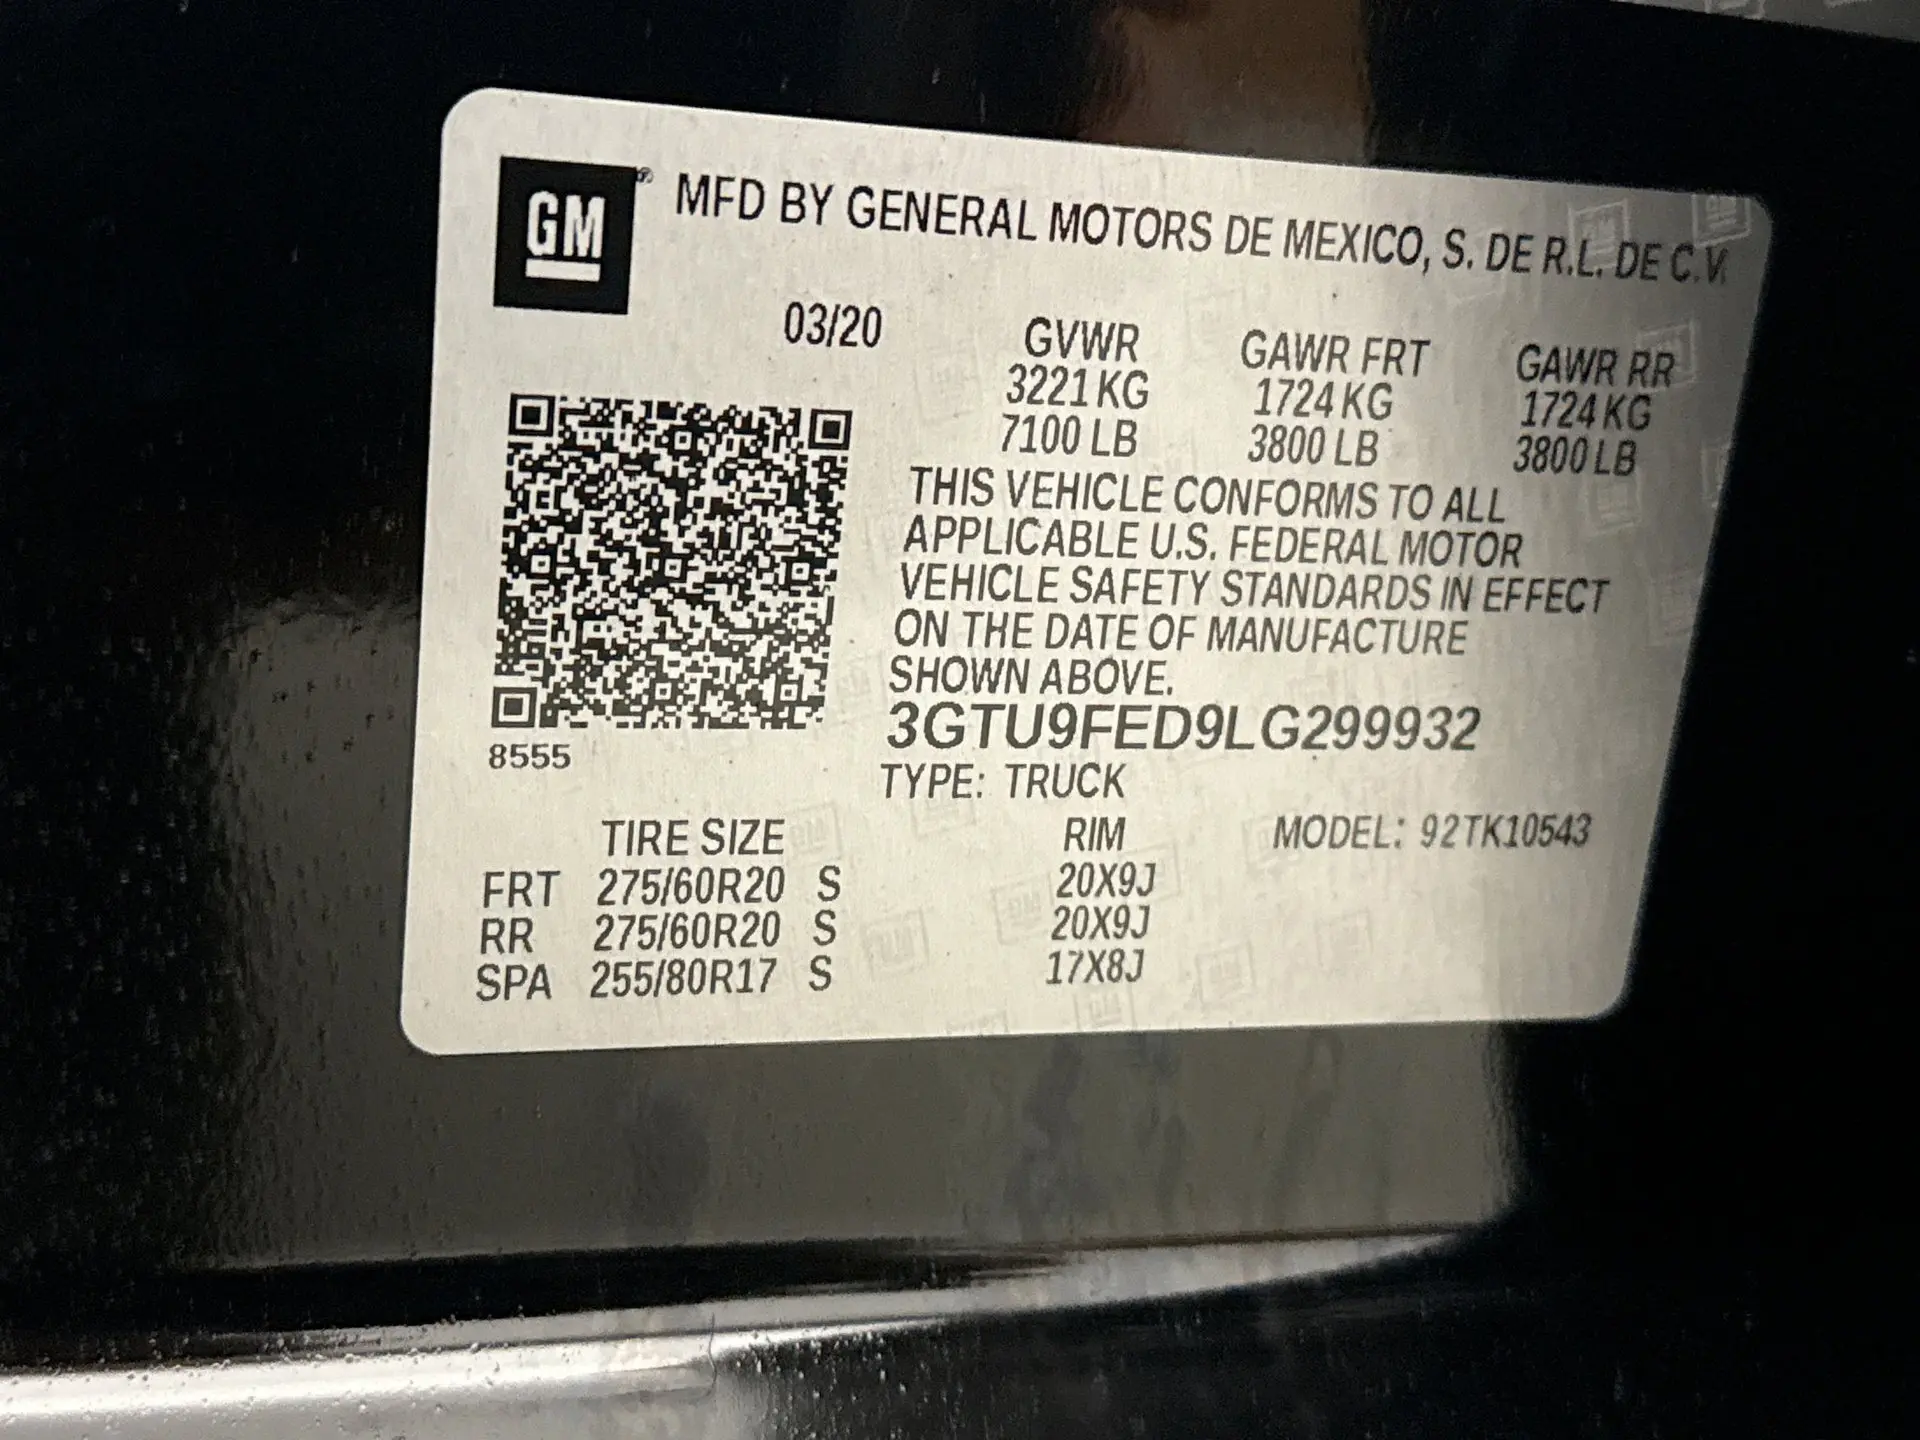 GM® MFD BY GENERAL MOTORS DE MEXICO, S. DE R.L. DE C.V.
03/20 GVWR GAWR FRT GAWR RR
3221 KG 1724 KG 1724 KG
7100 LB 3800 LB 3800 LB
THIS VEHICLE CONFORMS TO ALL
APPLICABLE U.S. FEDERAL MOTOR
VEHICLE SAFETY STANDARDS IN EFFECT
ON THE DATE OF MANUFACTURE
SHOWN ABOVE.
3GTU9FED9LG299932
8555
TYPE: TRUCK
TIRE SIZE RIM MODEL: 92TK10543
FRT 275/60R20 S 20X9J
RR 275/60R20 S 20X9J
SPA 255/80R17 S 17X8J